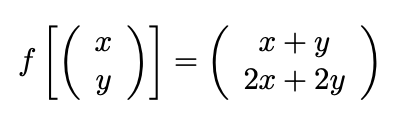 f [( x y )] = ( x + y 2x + 2y )